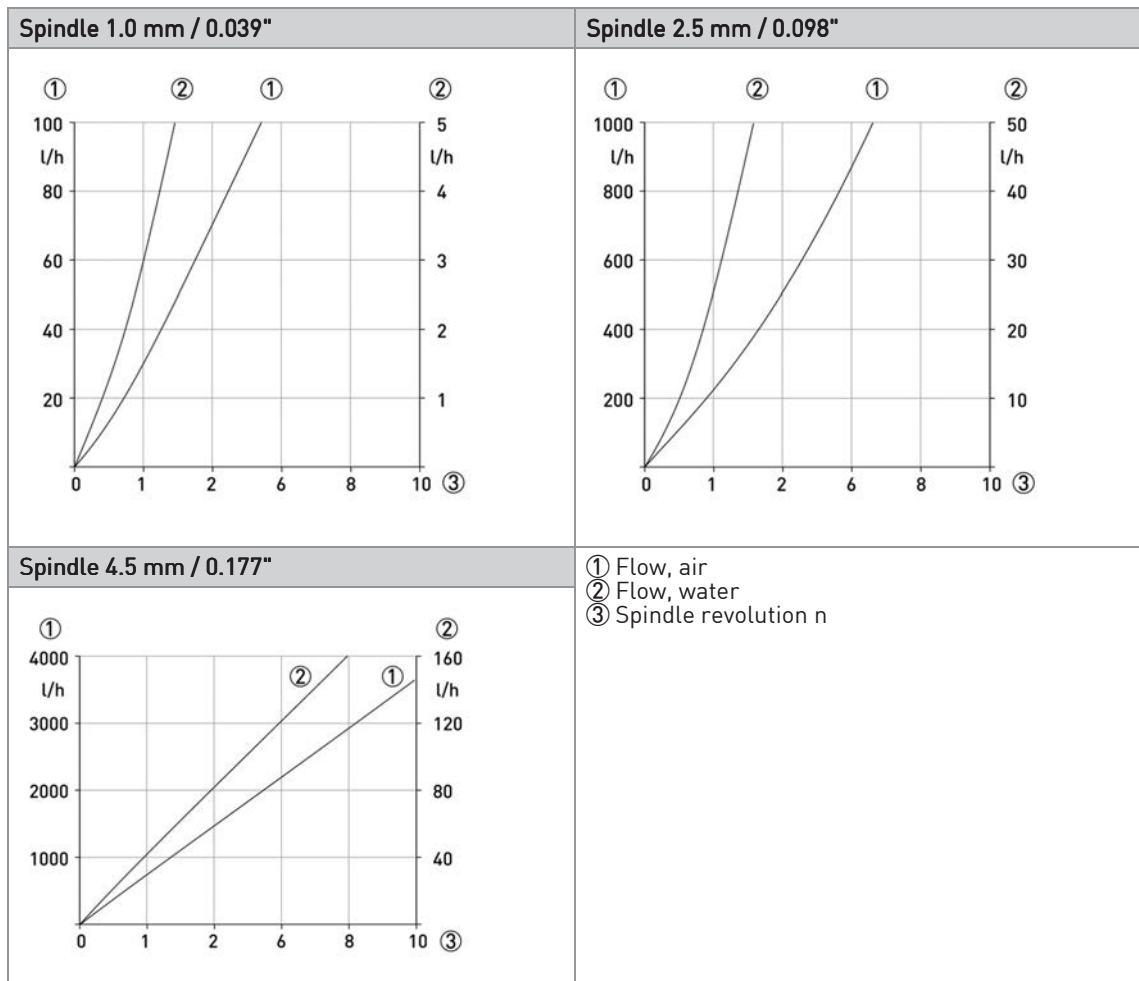 Spindle 1.0 mm / 0.039"
① ② ① ②
100 5
l/h l/h
80 4
60 3
40 2
20 1
0 1 2 6 8 10 ③
Spindle 2.5 mm / 0.098"
① ② ① ②
1000 50
l/h l/h
800 40
600 30
400 20
200 10
0 1 2 6 8 10 ③
Spindle 4.5 mm / 0.177"
① ②
4000 160
② ①
l/h l/h
3000 120
2000 80
1000 40
0 1 2 6 8 10 ③
① Flow, air
② Flow, water
③ Spindle revolution n